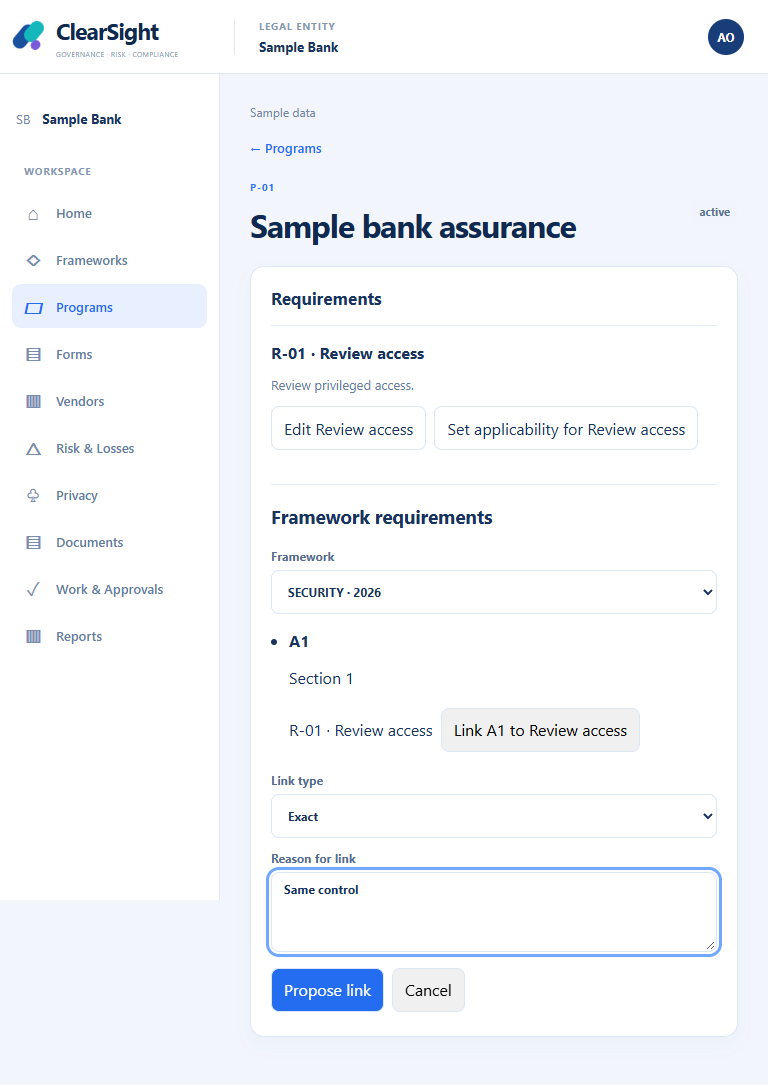 ClearSight
GOVERNANCE · RISK · COMPLIANCE
LEGAL ENTITY
Sample Bank
AO
SB Sample Bank
WORKSPACE
Home
Frameworks
Programs
Forms
Vendors
Risk & Losses
Privacy
Documents
Work & Approvals
Reports
Sample data
← Programs
P-01
Sample bank assurance
active
Requirements
R-01 · Review access
Review privileged access.
Edit Review access
Set applicability for Review access
Framework requirements
Framework
SECURITY · 2026
• A1
Section 1
R-01 · Review access
Link A1 to Review access
Link type
Exact
Reason for link
Same control
Propose link
Cancel